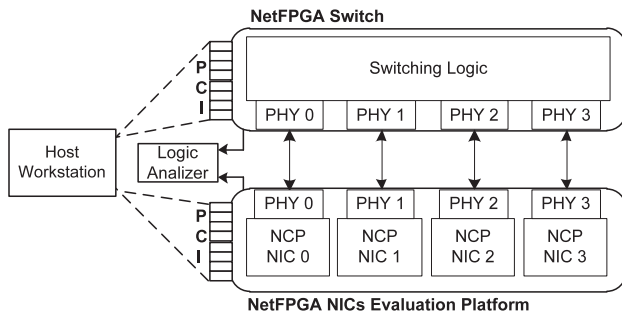 NetFPGA Switch
P
C
I
Switching Logic
PHY 0
PHY 1
PHY 2
PHY 3
Host
Workstation
Logic
Analizer
P
C
I
PHY 0
PHY 1
PHY 2
PHY 3
NCP
NIC 0
NCP
NIC 1
NCP
NIC 2
NCP
NIC 3
NetFPGA NICs Evaluation Platform